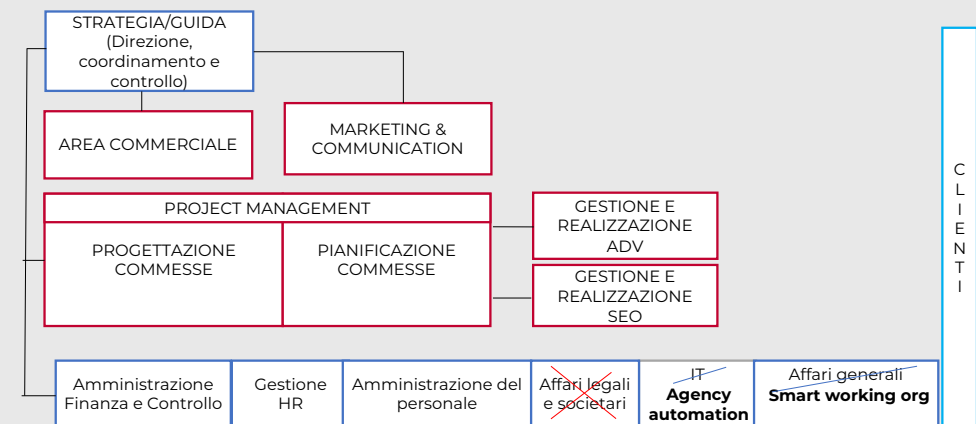 STRATEGIA/GUIDA
(Direzione,
coordinamento e
controllo)
AREA COMMERCIALE
MARKETING &
COMMUNICATION
PROJECT MANAGEMENT
PROGETTAZIONE
COMMESSE
PIANIFICAZIONE
COMMESSE
GESTIONE E
REALIZZAZIONE
ADV
GESTIONE E
REALIZZAZIONE
SEO
Amministrazione
Finanza e Controllo
Gestione
HR
Amministrazione del
personale
Affari legali
e societari
IT
Agency
automation
Affari generali
Smart working org
C
L
I
E
N
T
I